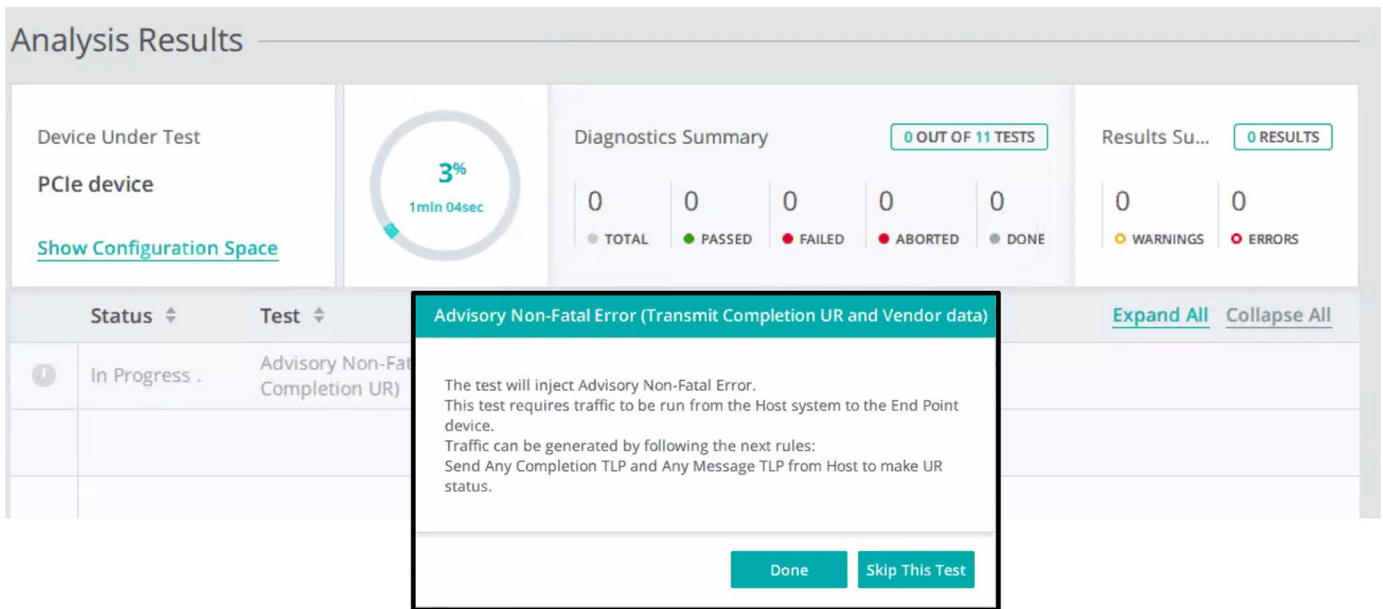 Analysis Results
Device Under Test
PCIe device
Show Configuration Space
3%
1min 04sec
Diagnostics Summary
0 OUT OF 11 TESTS
0 0 0 0 0
TOTAL PASSED FAILED ABORTED DONE
Results Su...
0 RESULTS
0 0
WARNINGS ERRORS
Status Test
Expand All Collapse All
In Progress .
Advisory Non-Fat
Completion UR)
Advisory Non-Fatal Error (Transmit Completion UR and Vendor data)
The test will inject Advisory Non-Fatal Error.
This test requires traffic to be run from the Host system to the End Point
device.
Traffic can be generated by following the next rules:
Send Any Completion TLP and Any Message TLP from Host to make UR
status.
Done
Skip This Test